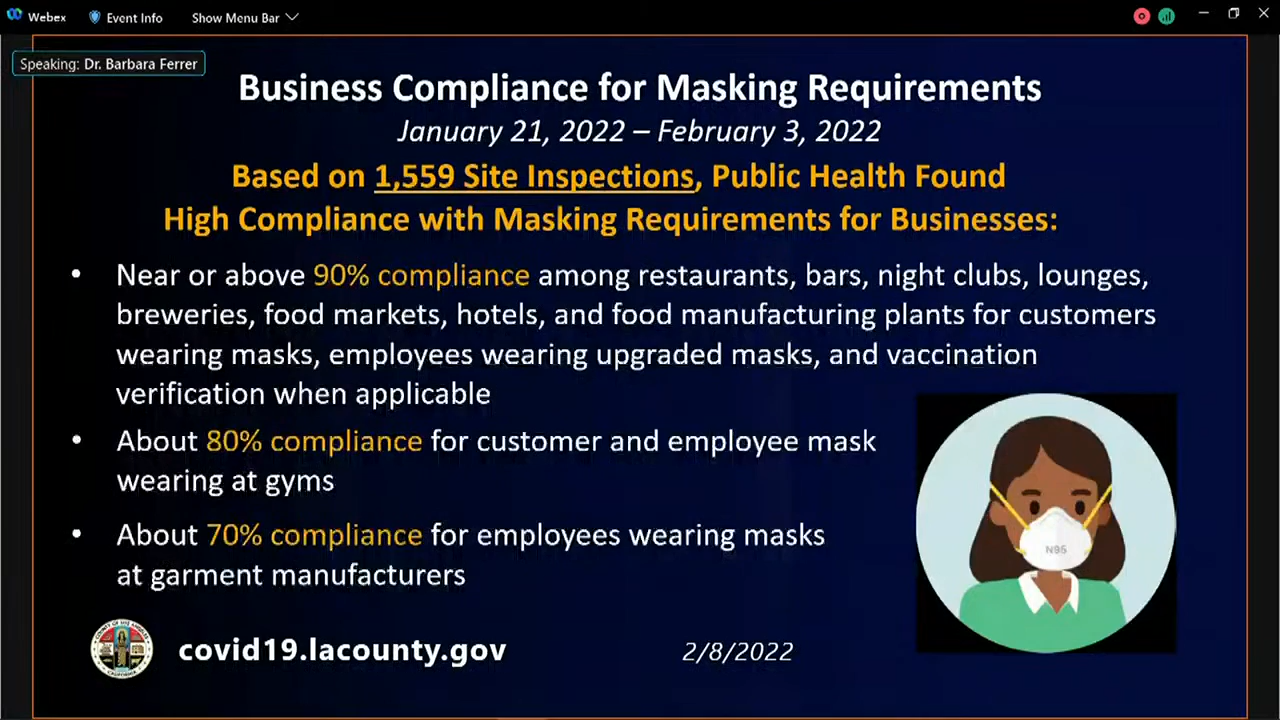 Webex Event Info Show Menu Bar
Speaking: Dr. Barbara Ferrer
Business Compliance for Masking Requirements
January 21, 2022 – February 3, 2022
Based on 1,559 Site Inspections, Public Health Found
High Compliance with Masking Requirements for Businesses:
• Near or above 90% compliance among restaurants, bars, night clubs, lounges,
breweries, food markets, hotels, and food manufacturing plants for customers
wearing masks, employees wearing upgraded masks, and vaccination
verification when applicable
• About 80% compliance for customer and employee mask
wearing at gyms
• About 70% compliance for employees wearing masks
at garment manufacturers
N95
COUNTY OF LOS ANGELES
CALIFORNIA
covid19.lacounty.gov
2/8/2022